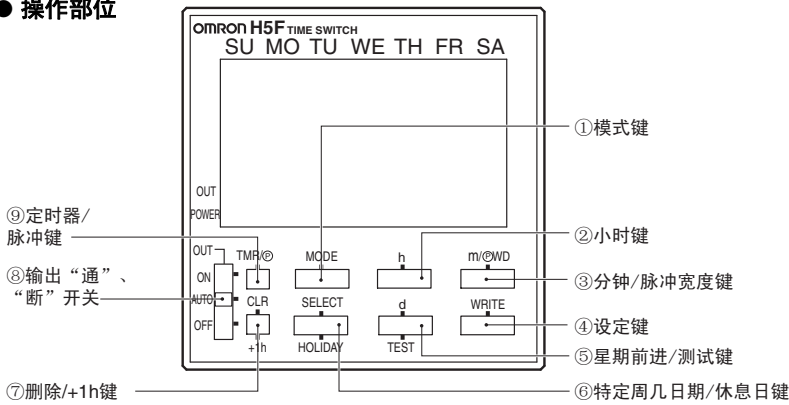 ● 操作部位
OMRON H5F TIME SWITCH
SU MO TU WE TH FR SA
①模式键
OUT
POWER
⑨定时器/
脉冲键
②小时键
OUT
TMR/Ⓟ
MODE
h
m/ⓅWD
⑧输出“通”、
“断”开关
ON
③分钟/脉冲宽度键
AUTO
CLR
SELECT
d
WRITE
OFF
④设定键
+1h
HOLIDAY
TEST
⑤星期前进/测试键
⑦删除/+1h键
⑥特定周几日期/休息日键